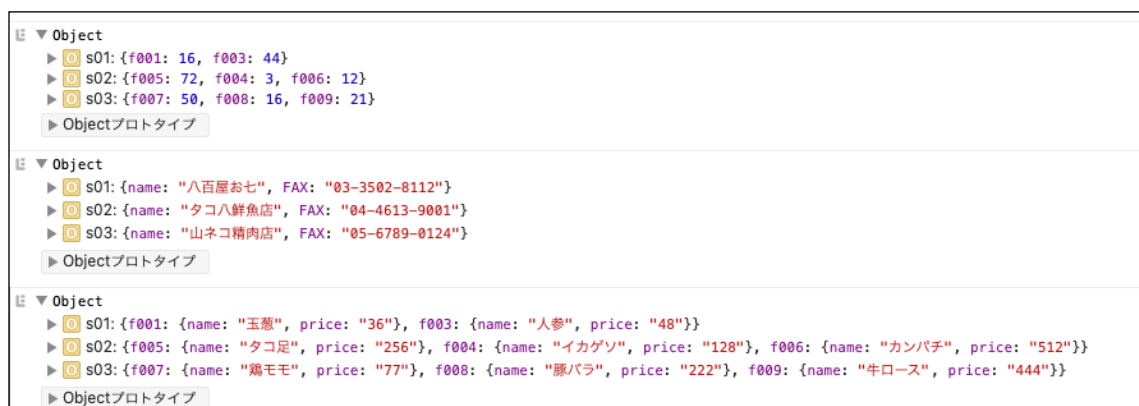 ▼ Object
▶ O s01: {f001: 16, f003: 44}
▶ O s02: {f005: 72, f004: 3, f006: 12}
▶ O s03: {f007: 50, f008: 16, f009: 21}
▶ Objectプロトタイプ
▼ Object
▶ O s01: {name: "八百屋お七", FAX: "03-3502-8112"}
▶ O s02: {name: "タコ八鮮魚店", FAX: "04-4613-9001"}
▶ O s03: {name: "山ネコ精肉店", FAX: "05-6789-0124"}
▶ Objectプロトタイプ
▼ Object
▶ O s01: {f001: {name: "玉葱", price: "36"}, f003: {name: "人参", price: "48"}}
▶ O s02: {f005: {name: "タコ足", price: "256"}, f004: {name: "イカゲソ", price: "128"}, f006: {name: "カンパチ", price: "512"}}
▶ O s03: {f007: {name: "鶏モモ", price: "77"}, f008: {name: "豚バラ", price: "222"}, f009: {name: "牛ロース", price: "444"}}
▶ Objectプロトタイプ